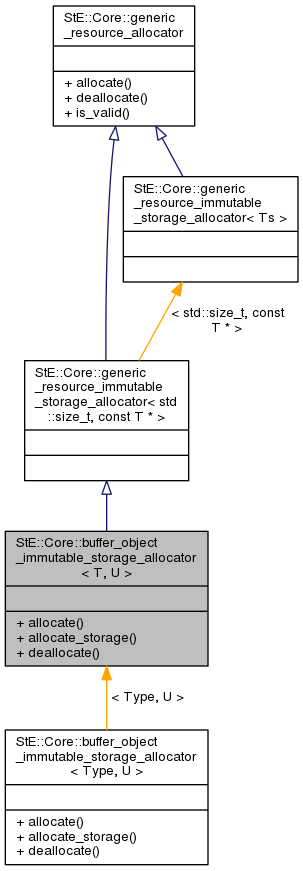 StE::Core::generic
_resource_allocator
+ allocate()
+ deallocate()
+ is_valid()
StE::Core::generic
_resource_immutable
_storage_allocator< Ts >
< std::size_t, const
T * >
StE::Core::generic
_resource_immutable
_storage_allocator< std
::size_t, const T * >
StE::Core::buffer_object
_immutable_storage_allocator
< T, U >
+ allocate()
+ allocate_storage()
+ deallocate()
< Type, U >
StE::Core::buffer_object
_immutable_storage_allocator
< Type, U >
+ allocate()
+ allocate_storage()
+ deallocate()